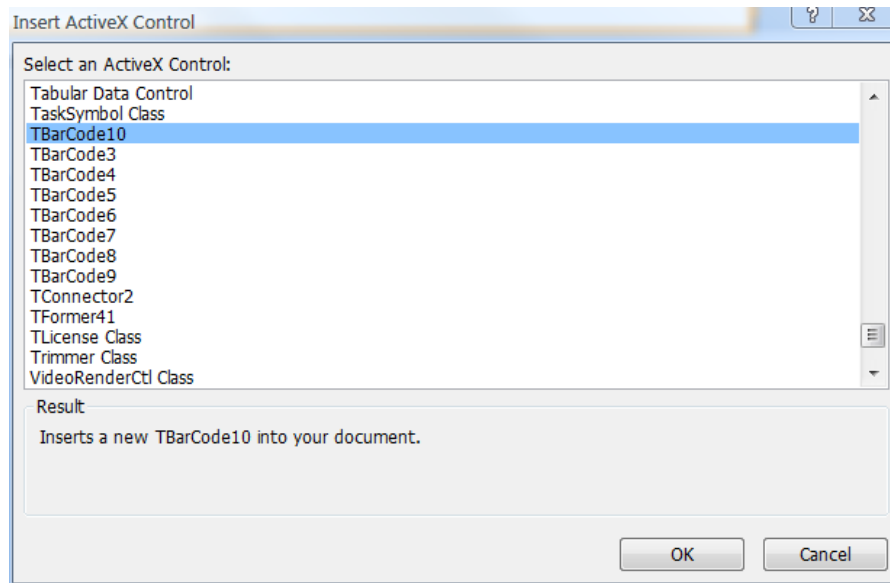 Insert ActiveX Control
Select an ActiveX Control:
Tabular Data Control
TaskSymbol Class
TBarCode10
TBarCode3
TBarCode4
TBarCode5
TBarCode6
TBarCode7
TBarCode8
TBarCode9
TConnector2
TFormer41
TLicense Class
Trimmer Class
VideoRenderCtl Class
Result
Inserts a new TBarCode10 into your document.
OK Cancel